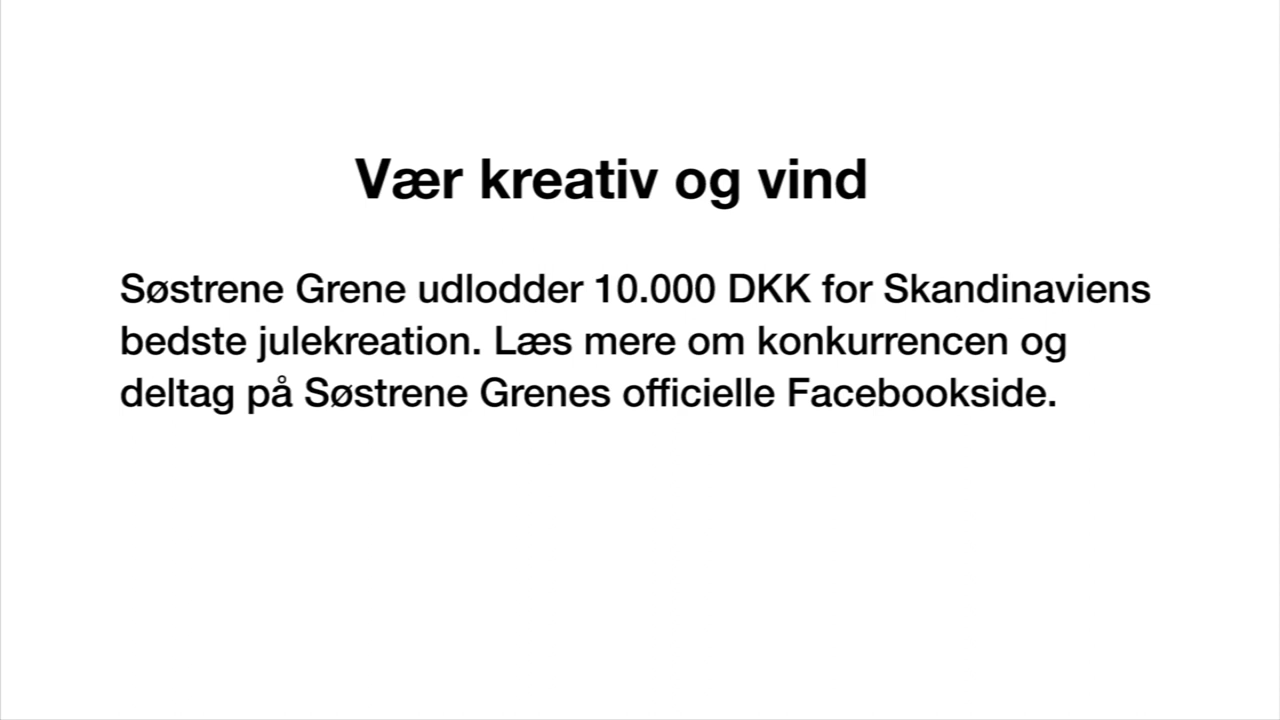 Vær kreativ og vind
Søstrene Grene udlodder 10.000 DKK for Skandinaviens
bedste julekreation. Læs mere om konkurrencen og
deltag på Søstrene Grenes officielle Facebookside.